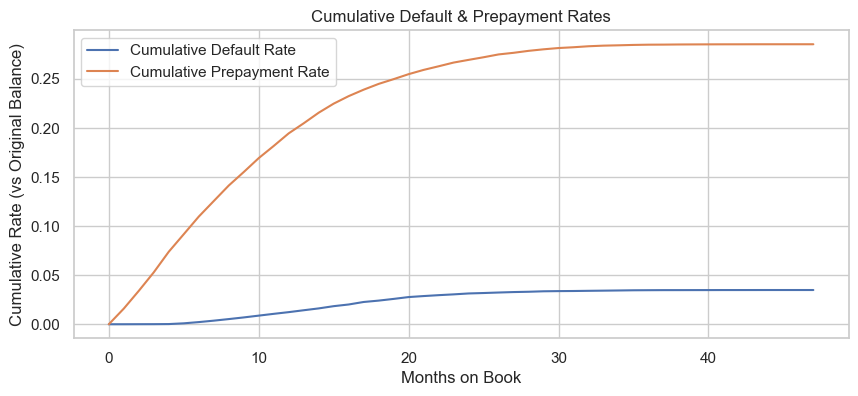 Cumulative Default & Prepayment Rates
Cumulative Default Rate
Cumulative Prepayment Rate
Cumulative Rate (vs Original Balance)
0.25
0.20
0.15
0.10
0.05
0.00
0 10 20 30 40
Months on Book